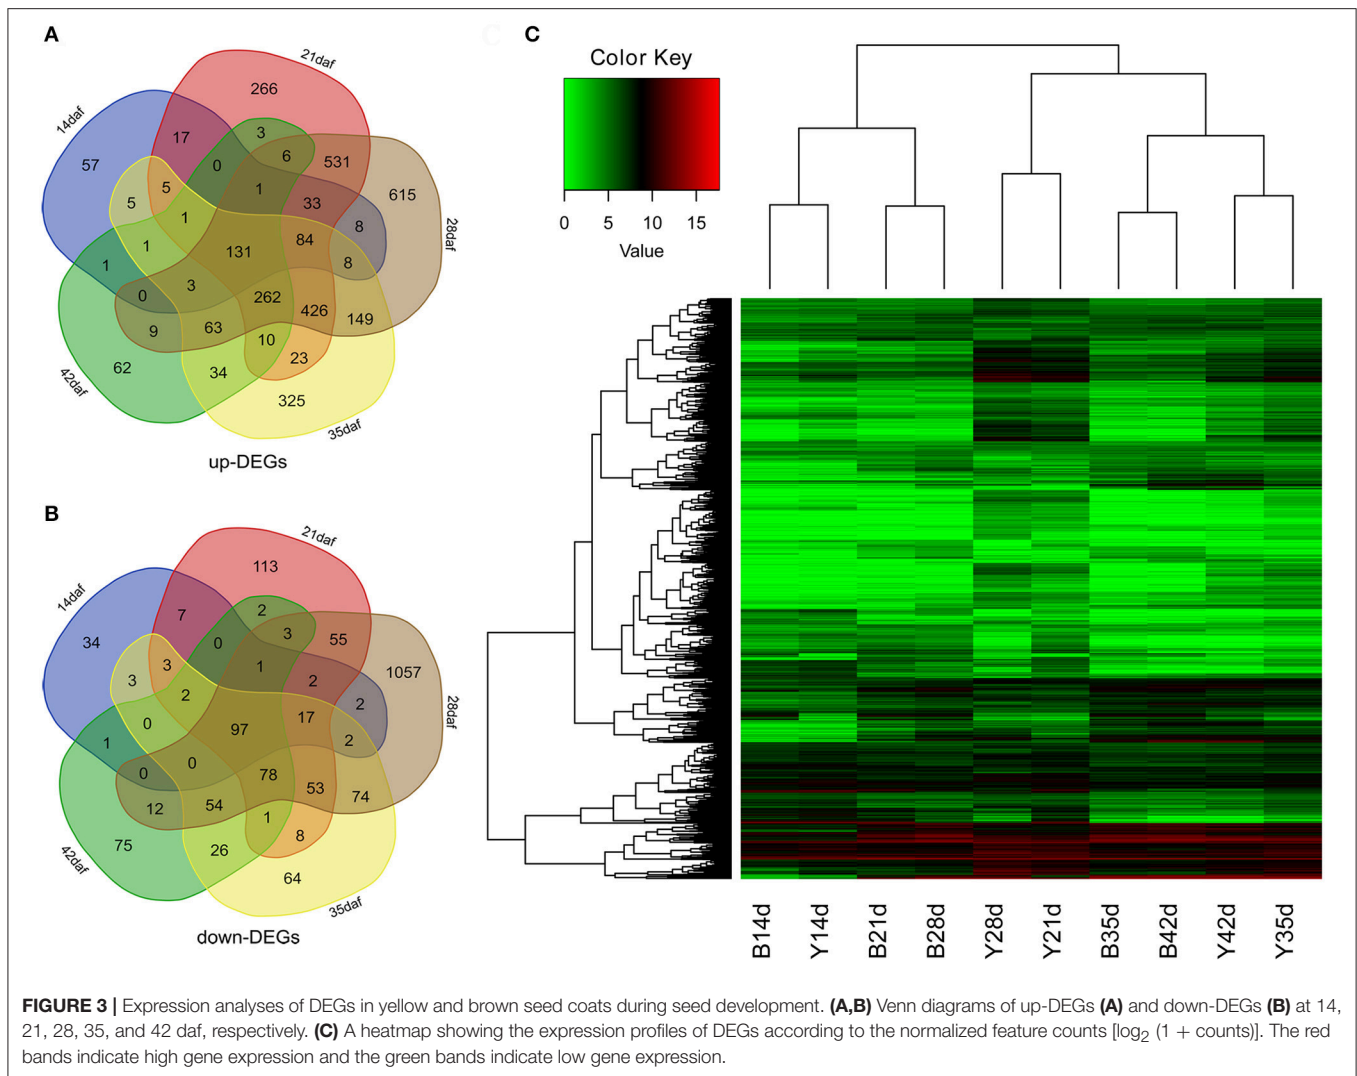 A
21daf
266
14daf
17
3
57
0
6
531
5
5
1
33
615
1
8
28daf
1
131
84
8
1
0
3
262
426
149
9
63
10
62
34
23
42daf
325
35daf
up-DEGs
B
21daf
113
14daf
7
2
34
0
3
55
3
3
1
2
1057
2
2
28daf
0
97
17
2
1
0
0
78
53
74
12
54
1
75
26
8
42daf
64
35daf
down-DEGs
C
Color Key
0 5 10 15
Value
B14d Y14d B21d B28d Y28d Y21d B35d B42d Y42d Y35d
FIGURE 3 | Expression analyses of DEGs in yellow and brown seed coats during seed development. (A,B) Venn diagrams of up-DEGs (A) and down-DEGs (B) at 14,
21, 28, 35, and 42 daf, respectively. (C) A heatmap showing the expression profiles of DEGs according to the normalized feature counts [log2 (1 + counts)]. The red
bands indicate high gene expression and the green bands indicate low gene expression.